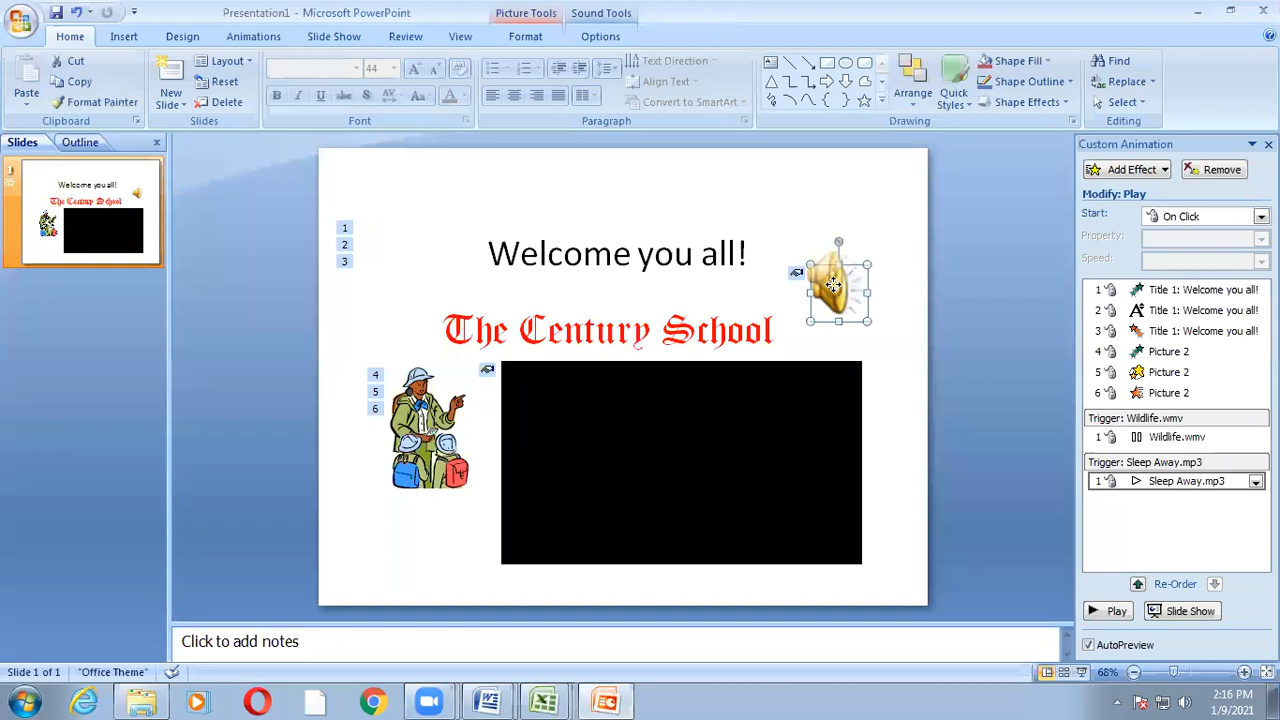 Presentation1 - Microsoft PowerPoint
Picture Tools
Sound Tools
Home Insert Design Animations Slide Show Review View Format Options
Paste
Cut
Copy
Format Painter
Clipboard
New Slide
Layout
Reset
Delete
Slides
44
B I U abc S AV Aa A
Font
Text Direction
Align Text
Convert to SmartArt
Paragraph
Arrange
Quick Styles
Shape Fill
Shape Outline
Shape Effects
Drawing
Find
Replace
Select
Editing
Slides Outline
1
Welcome you all!
The Century School
1
2
3
Welcome you all!
The Century School
4
5
6
Custom Animation
Add Effect
Remove
Modify: Play
Start: On Click
Property:
Speed:
1 Title 1: Welcome you all!
2 Title 1: Welcome you all!
3 Title 1: Welcome you all!
4 Picture 2
5 Picture 2
6 Picture 2
Trigger: Wildlife.wmv
1 Wildlife.wmv
Trigger: Sleep Away.mp3
1 Sleep Away.mp3
Re-Order
Play
Slide Show
AutoPreview
Click to add notes
Slide 1 of 1
"Office Theme"
68%
2:16 PM
1/9/2021